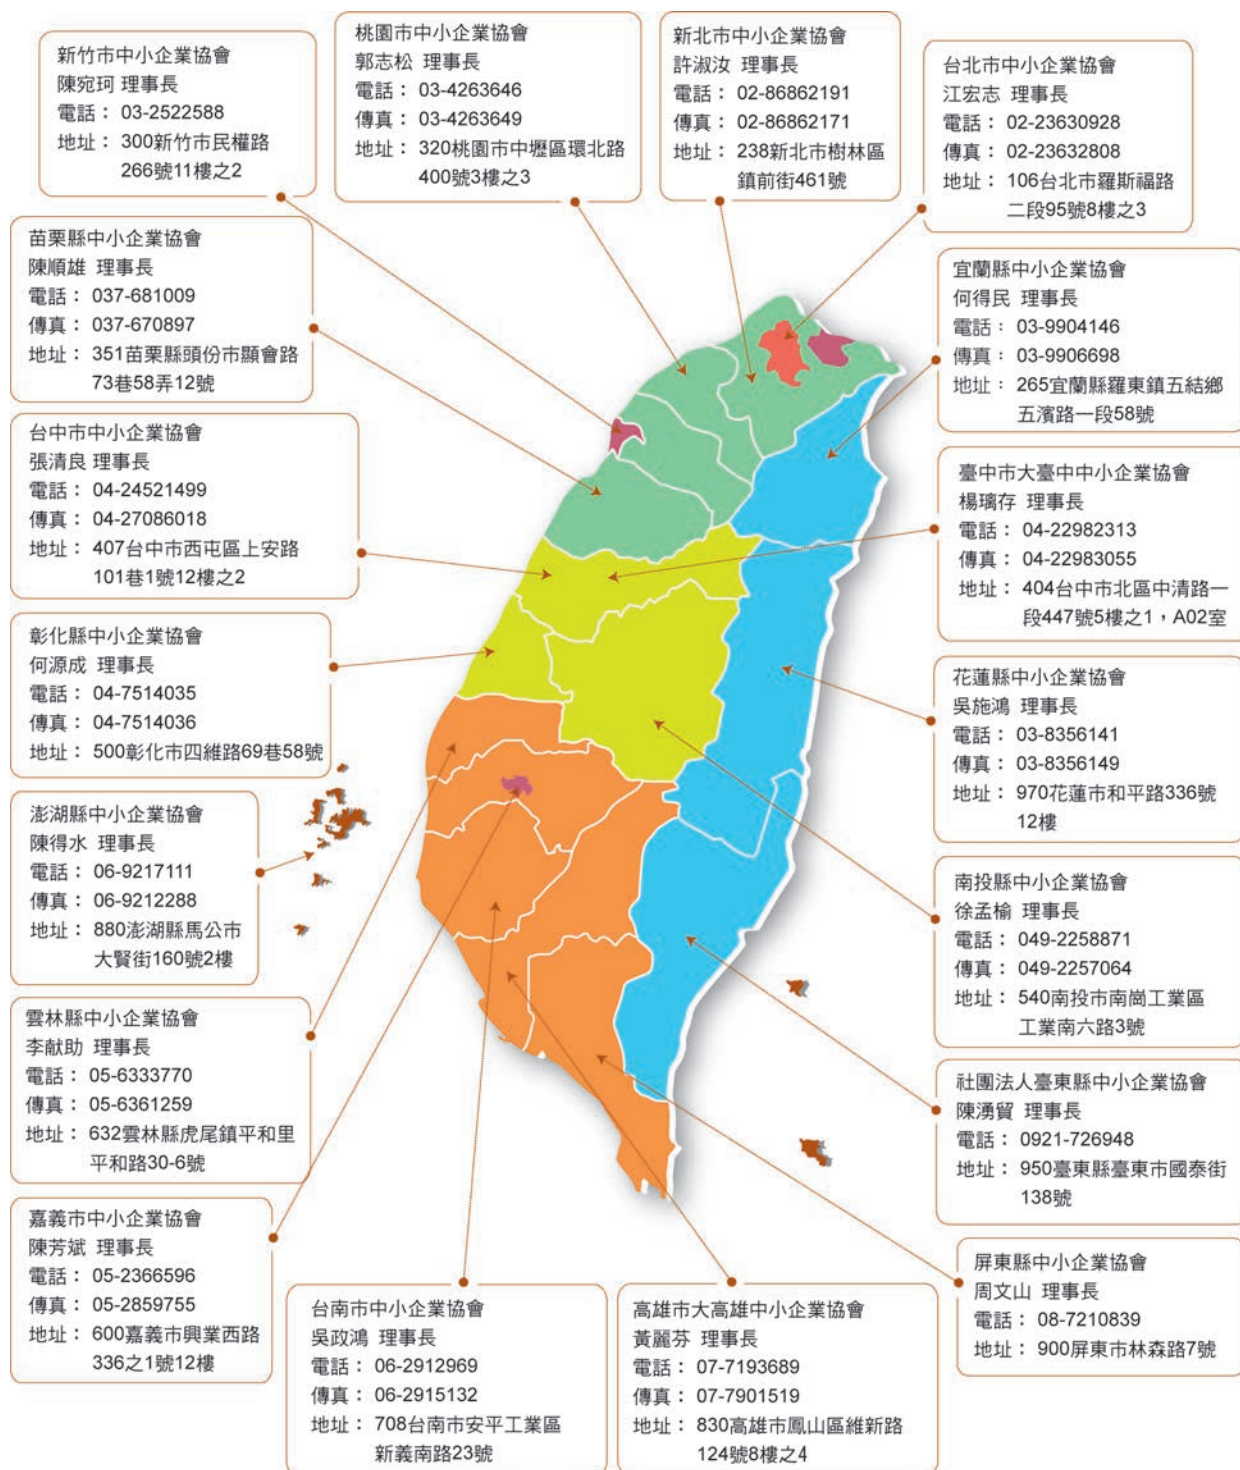 新竹市中小企業協會
陳宛珂 理事長
電話： 03-2522588
地址： 300新竹市民權路
266號11樓之2
桃園市中小企業協會
郭志松 理事長
電話： 03-4263646
傳真： 03-4263649
地址： 320桃園市中壢區環北路
400號3樓之3
新北市中小企業協會
許淑汝 理事長
電話： 02-86862191
傳真： 02-86862171
地址： 238新北市樹林區
鎮前街461號
台北市中小企業協會
江宏志 理事長
電話： 02-23630928
傳真： 02-23632808
地址： 106台北市羅斯福路
二段95號8樓之3
苗栗縣中小企業協會
陳順雄 理事長
電話： 037-681009
傳真： 037-670897
地址： 351苗栗縣頭份市顯會路
73巷58弄12號
宜蘭縣中小企業協會
何得民 理事長
電話： 03-9904146
傳真： 03-9906698
地址： 265宜蘭縣羅東鎮五結鄉
五濱路一段58號
台中市中小企業協會
張清良 理事長
電話： 04-24521499
傳真： 04-27086018
地址： 407台中市西屯區上安路
101巷1號12樓之2
臺中市大臺中中小企業協會
楊璃存 理事長
電話： 04-22982313
傳真： 04-22983055
地址： 404台中市北區中清路一
段447號5樓之1，A02室
彰化縣中小企業協會
何源成 理事長
電話： 04-7514035
傳真： 04-7514036
地址： 500彰化市四維路69巷58號
花蓮縣中小企業協會
吳施鴻 理事長
電話： 03-8356141
傳真： 03-8356149
地址： 970花蓮市和平路336號
12樓
澎湖縣中小企業協會
陳得水 理事長
電話： 06-9217111
傳真： 06-9212288
地址： 880澎湖縣馬公市
大賢街160號2樓
南投縣中小企業協會
徐孟榆 理事長
電話： 049-2258871
傳真： 049-2257064
地址： 540南投市南崗工業區
工業南六路3號
雲林縣中小企業協會
李献助 理事長
電話： 05-6333770
傳真： 05-6361259
地址： 632雲林縣虎尾鎮平和里
平和路30-6號
社團法人臺東縣中小企業協會
陳湧貿 理事長
電話： 0921-726948
地址： 950臺東縣臺東市國泰街
138號
嘉義市中小企業協會
陳芳斌 理事長
電話： 05-2366596
傳真： 05-2859755
地址： 600嘉義市興業西路
336之1號12樓
台南市中小企業協會
吳政鴻 理事長
電話： 06-2912969
傳真： 06-2915132
地址： 708台南市安平工業區
新義南路23號
高雄市大高雄中小企業協會
黃麗芬 理事長
電話： 07-7193689
傳真： 07-7901519
地址： 830高雄市鳳山區維新路
124號8樓之4
屏東縣中小企業協會
周文山 理事長
電話： 08-7210839
地址： 900屏東市林森路7號